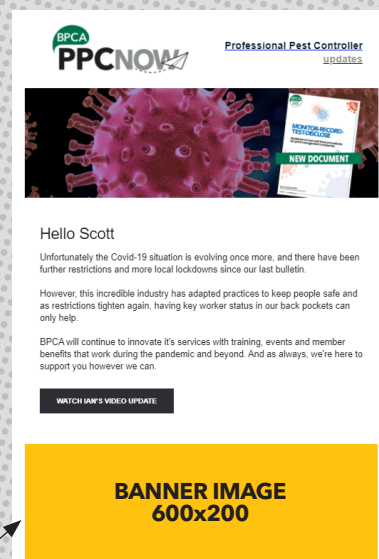 BPCA
PPCNOW
Professional Pest Controller
updates
BPCA
MONITOR-RECORD-
TEST-DISCLOSE
NEW DOCUMENT
Hello Scott
Unfortunately the Covid-19 situation is evolving once more, and there have been
further restrictions and more local lockdowns since our last bulletin.
However, this incredible industry has adapted practices to keep people safe and
as restrictions tighten again, having key worker status in our back pockets can
only help.
BPCA will continue to innovate it's services with training, events and member
benefits that work during the pandemic and beyond. And as always, we're here to
support you however we can.
WATCH IAN'S VIDEO UPDATE
BANNER IMAGE
600x200